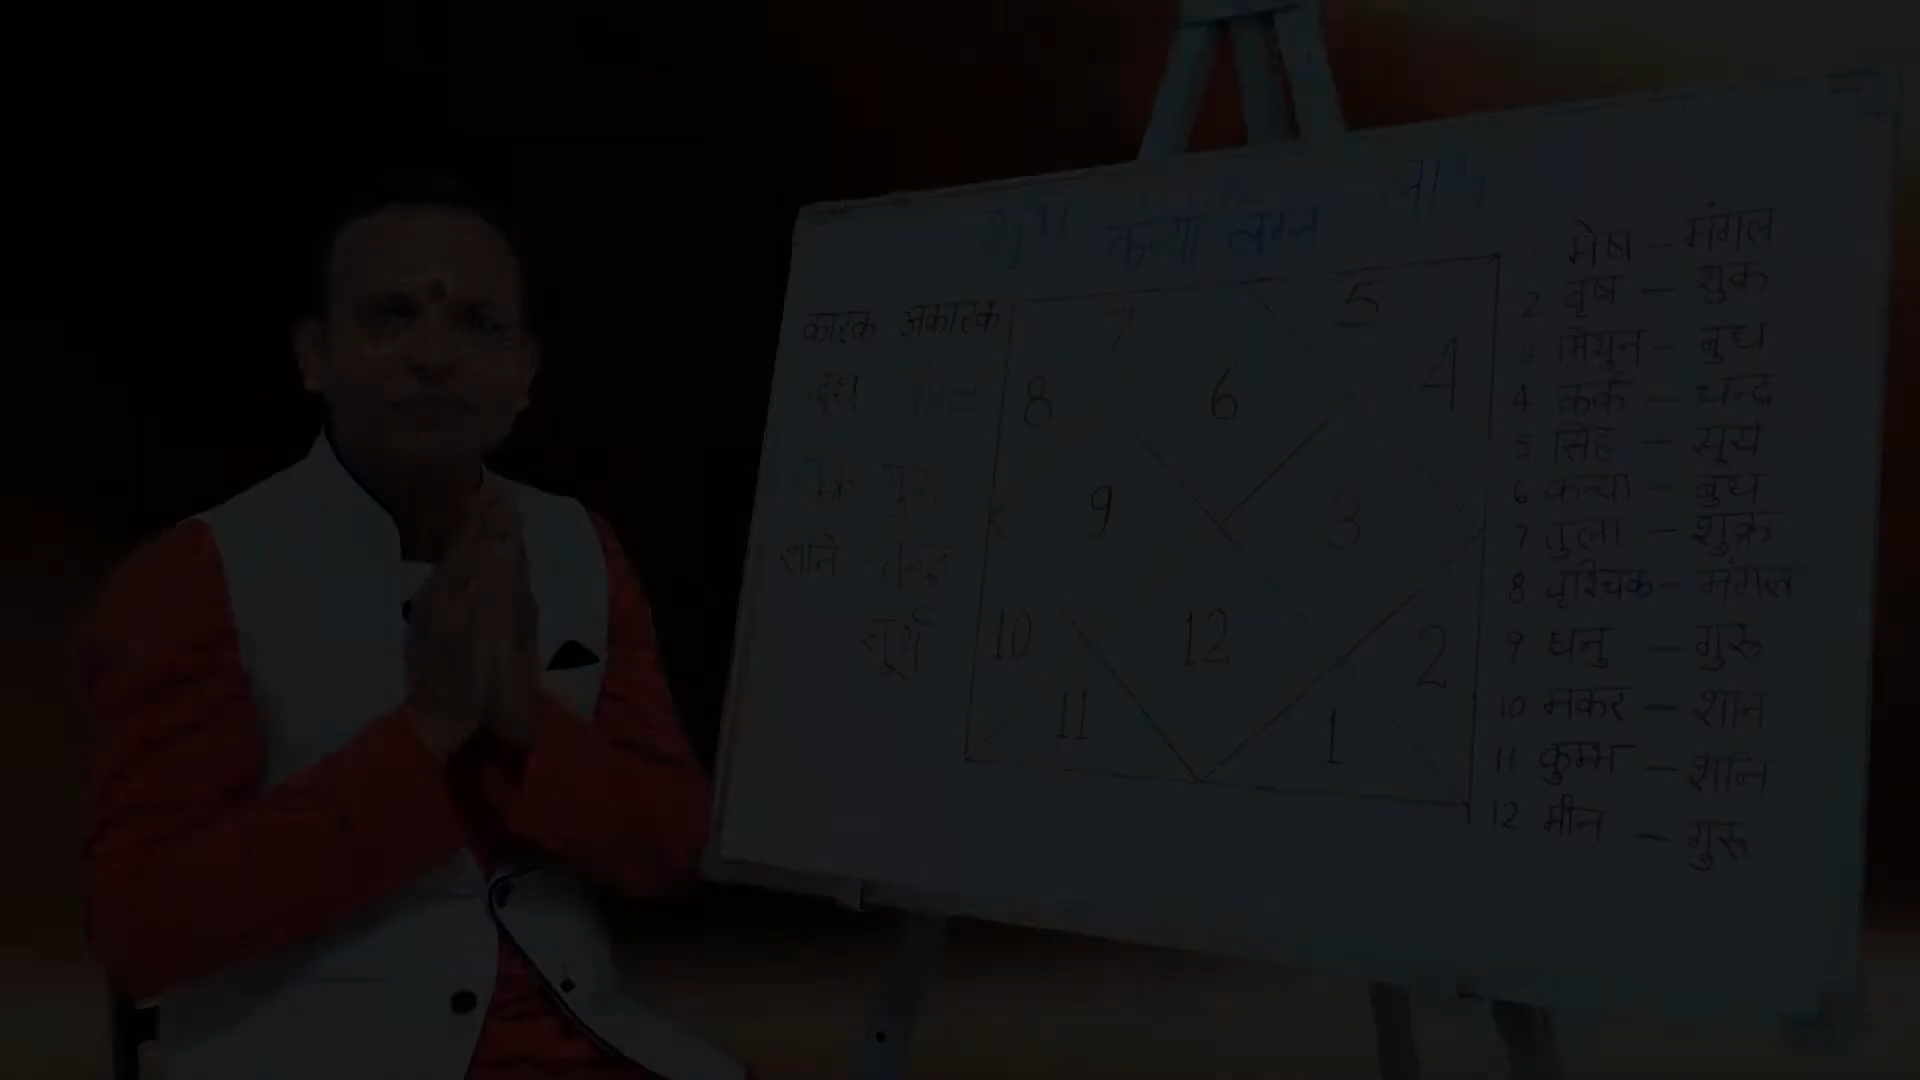 शुभ कन्या लग्न
कारक अकारक
शनि
सूर्य
7
5
8
6
4
9
3
10
12
2
11
1
मेष – मंगल
2 वृष – शुक्र
मिथुन – बुध
4 कर्क – चन्द्र
5 सिंह – सूर्य
6 कन्या – बुध
7 तुला – शुक्र
8 वृश्चिक – मंगल
9 धनु – गुरु
10 मकर – शनि
11 कुम्भ – शनि
12 मीन – गुरु